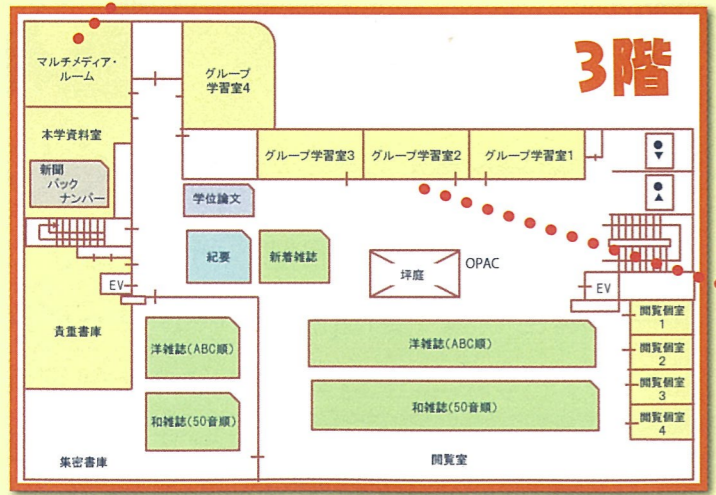 3階
マルチメディア・
ルーム
グループ
学習室4
本学資料室
新聞
バック
ナンバー
グループ学習室3
グループ学習室2
グループ学習室1
学位論文
紀要
新着雑誌
坪庭
OPAC
EV
EV
貴重書庫
洋雑誌(ABC順)
洋雑誌(ABC順)
和雑誌(50音順)
和雑誌(50音順)
閲覧個室
1
閲覧個室
2
閲覧個室
3
閲覧個室
4
集密書庫
閲覧室